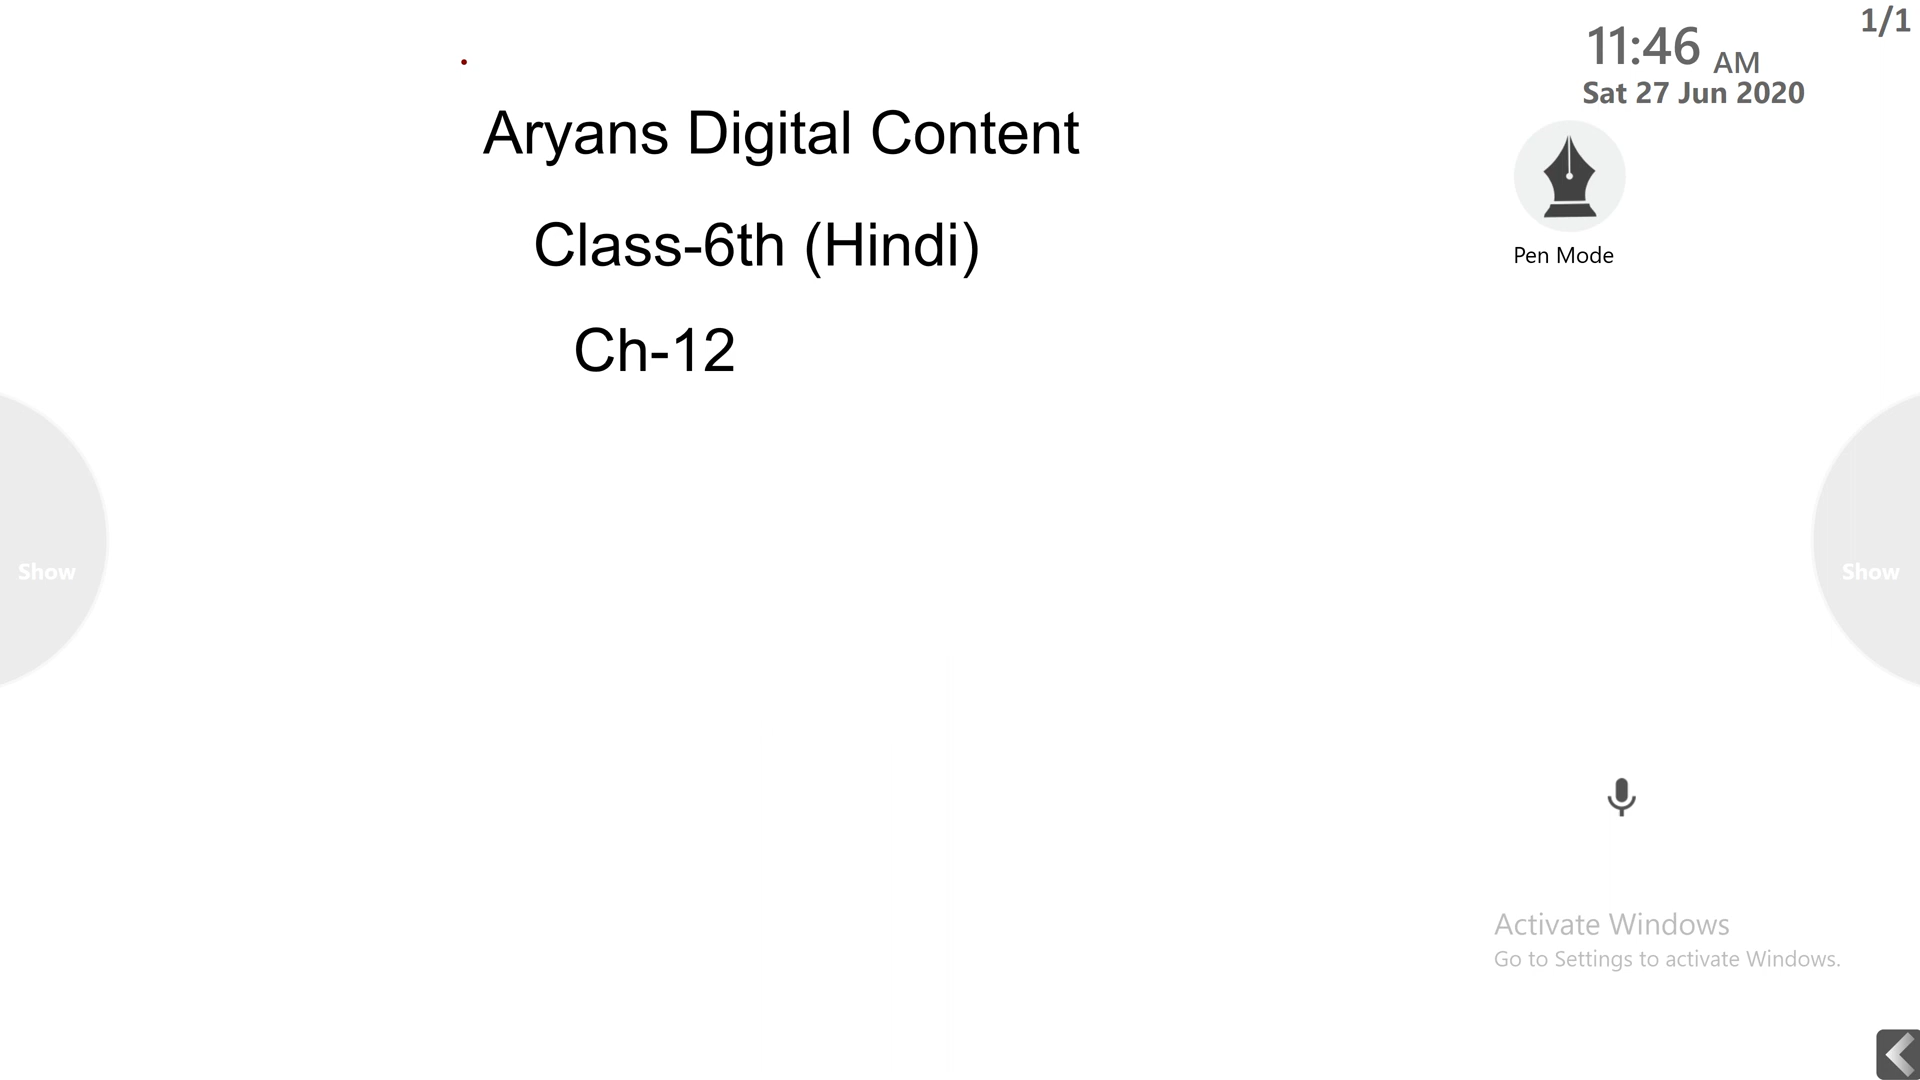 1/1
11:46 AM
Sat 27 Jun 2020
Aryans Digital Content
Class-6th (Hindi)
Pen Mode
Ch-12
Show
Show
Activate Windows
Go to Settings to activate Windows.